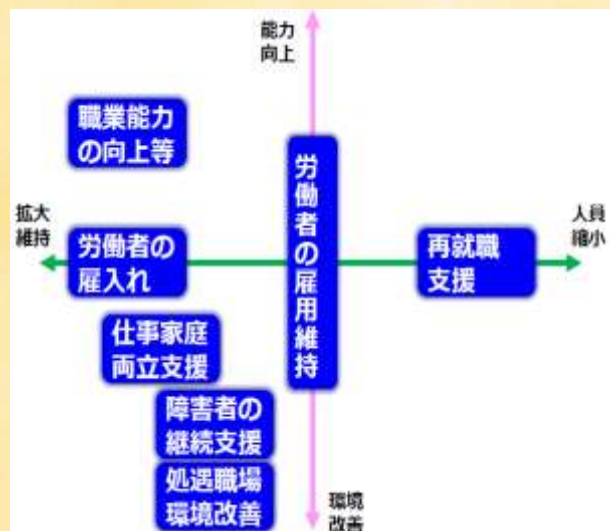 能力
向上
職業能力
の向上等
労働者の雇用維持
拡大
維持
労働者の
雇入れ
再就職
支援
人員
縮小
仕事家庭
両立支援
障害者の
継続支援
処遇職場
環境改善
環境
改善